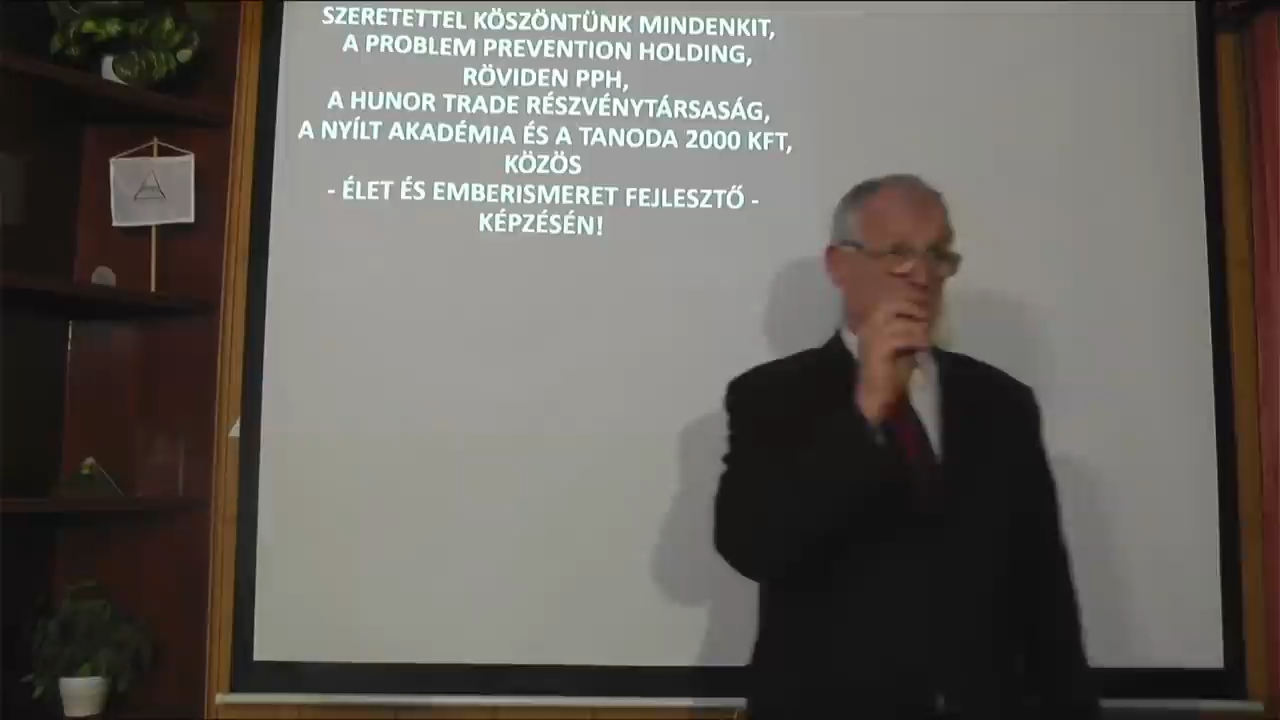 SZERETETTEL KÖSZÖNTÜNK MINDENKIT,
A PROBLEM PREVENTION HOLDING,
RÖVIDEN PPH,
A HUNOR TRADE RÉSZVÉNYTÁRSASÁG,
A NYÍLT AKADÉMIA ÉS A TANODA 2000 KFT,
KÖZÖS
- ÉLET ÉS EMBERISMERET FEJLESZTŐ -
KÉPZÉSÉN!